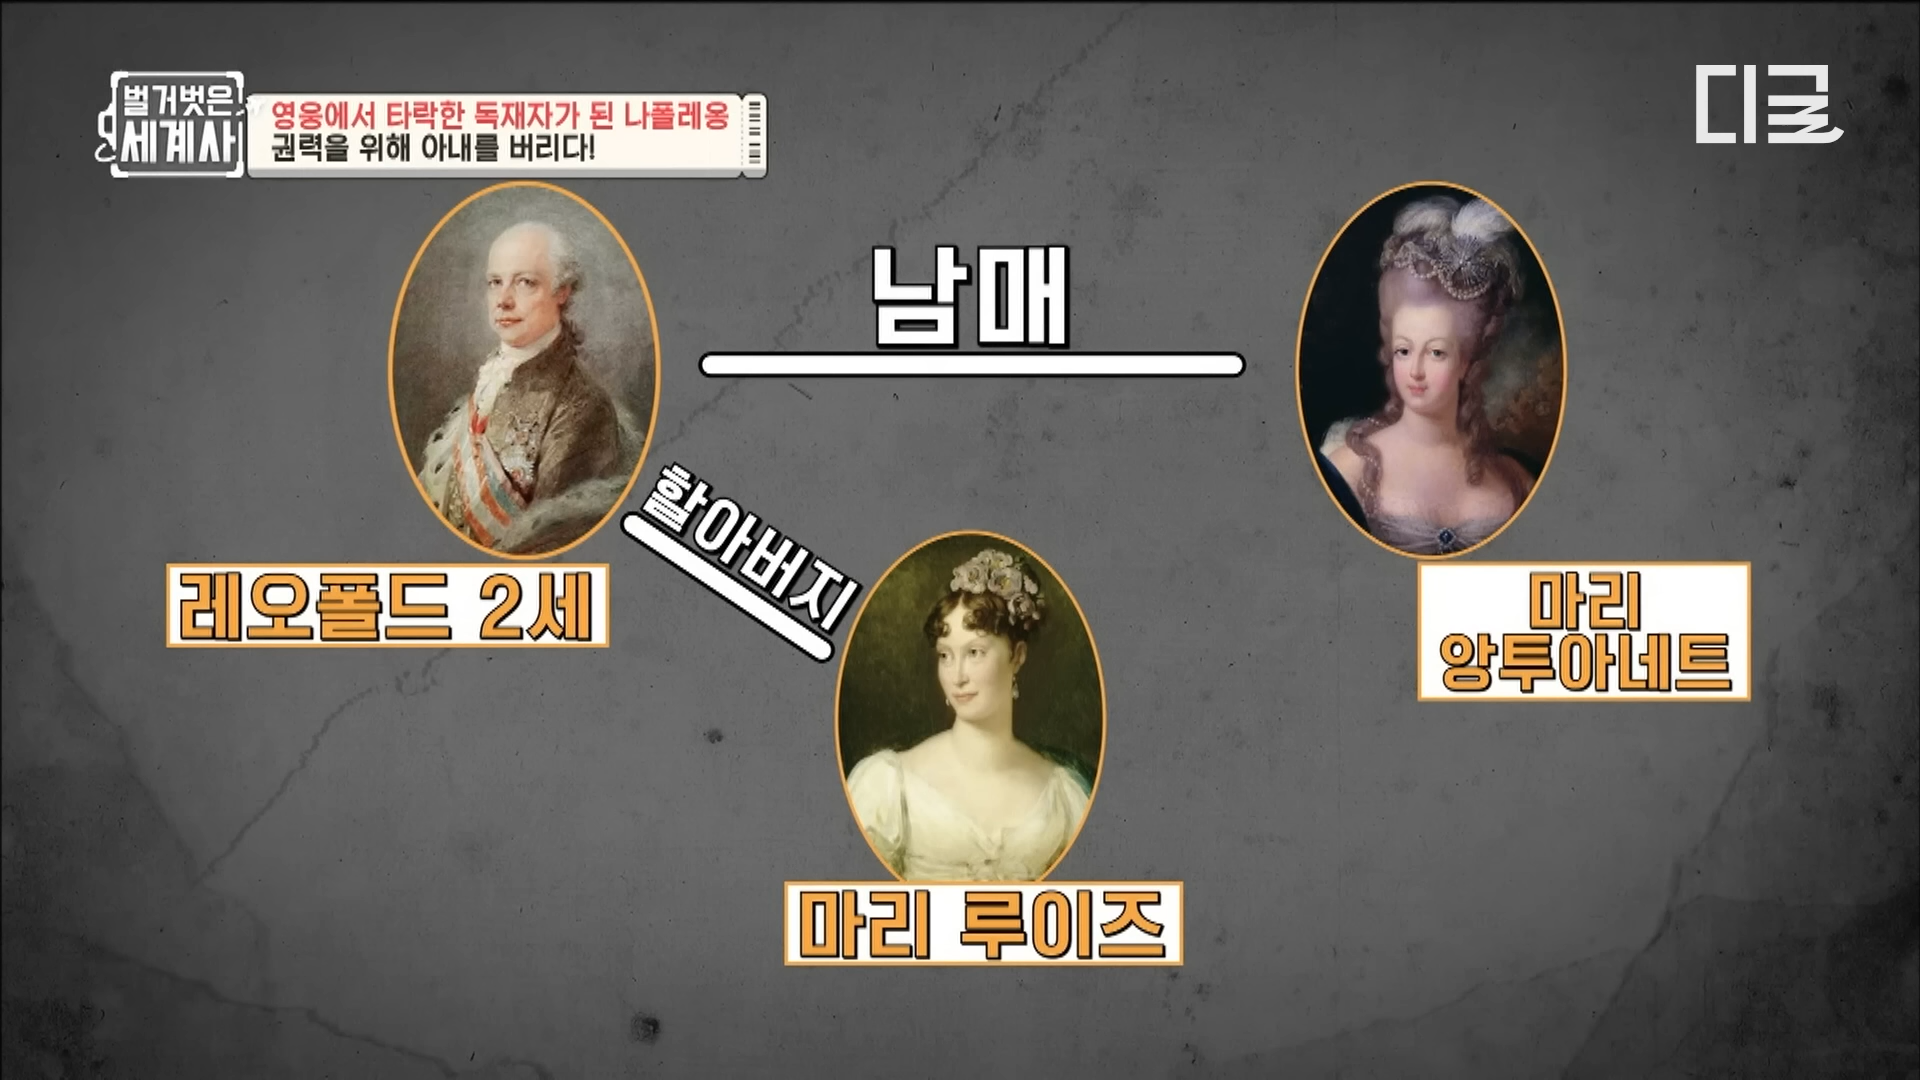 벌거벗은
세계사
영웅에서 타락한 독재자가 된 나폴레옹
권력을 위해 아내를 버리다!
디글
남매
할아버지
레오폴드 2세
마리
앙투아네트
마리 루이즈